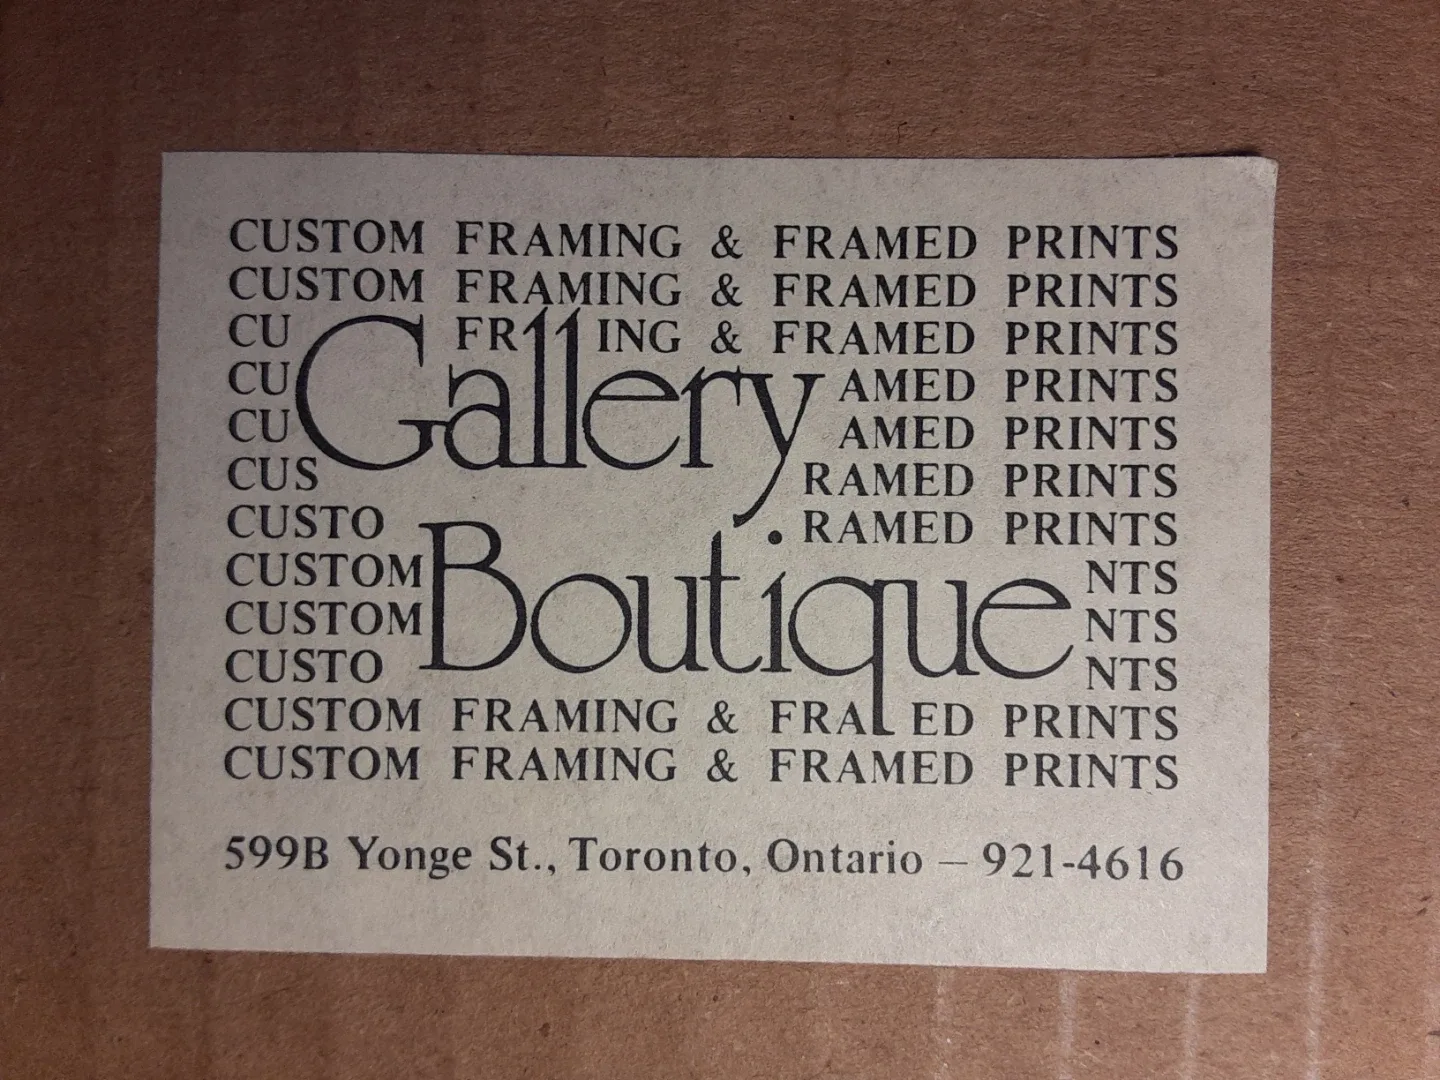 CUSTOM FRAMING & FRAMED PRINTS
CUSTOM FRAMING & FRAMED PRINTS
CU FR ING & FRAMED PRINTS
CU AMED PRINTS
Gallery
CU AMED PRINTS
CUS RAMED PRINTS
CUSTO RAMED PRINTS
CUSTOM NTS
Boutique
CUSTOM NTS
CUSTO NTS
CUSTOM FRAMING & FRA ED PRINTS
CUSTOM FRAMING & FRAMED PRINTS
599B Yonge St., Toronto, Ontario – 921-4616